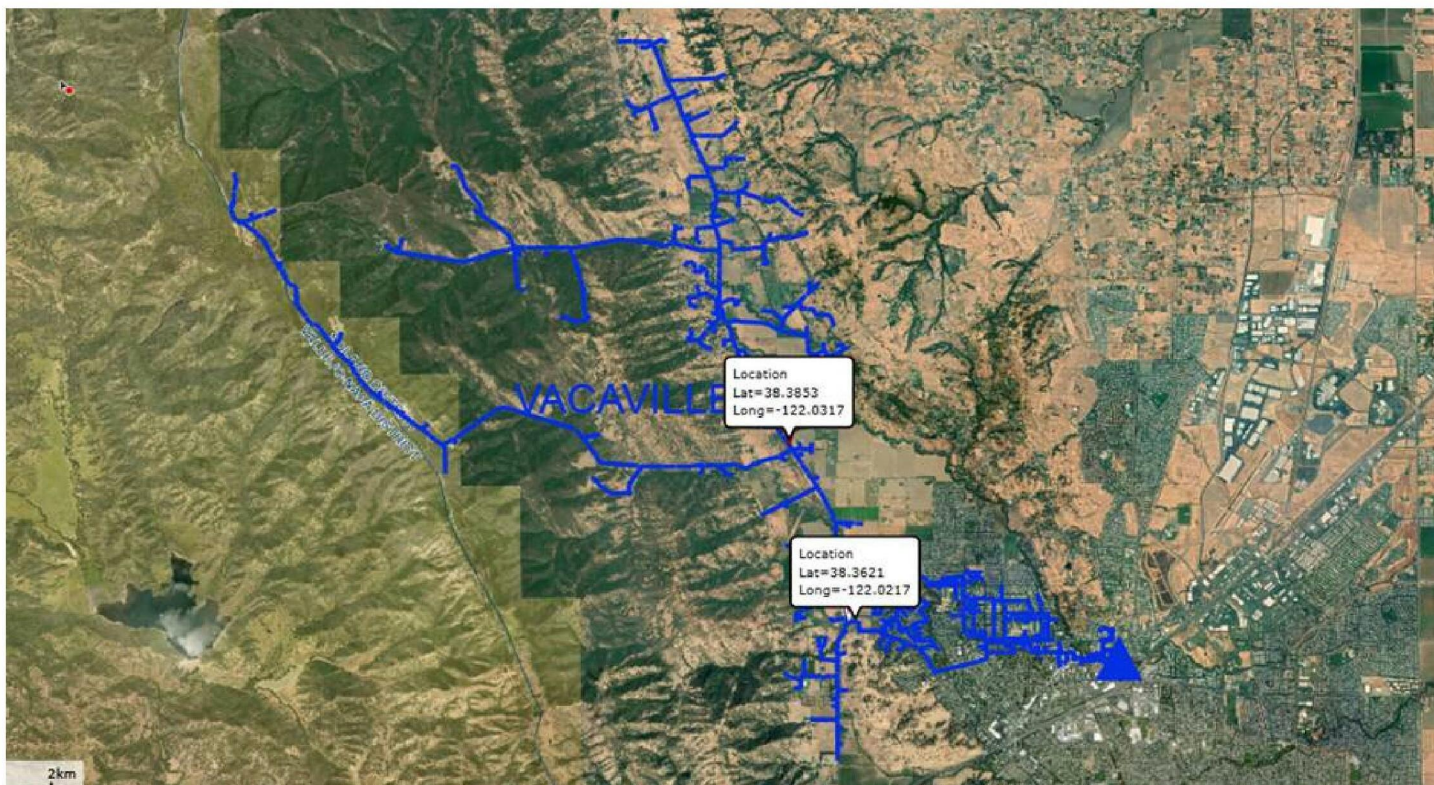 VACAVILLE
Location
Lat=38.3853
Long=-122.0317
Location
Lat=38.3621
Long=-122.0217
2km